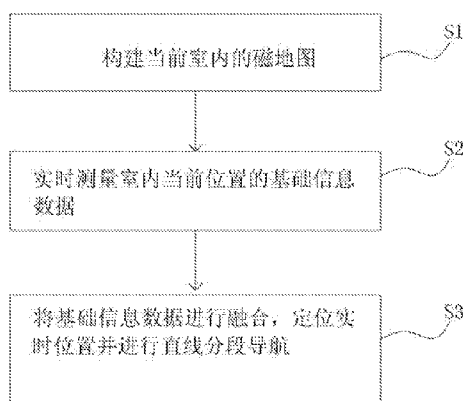 构建当前室内的磁地图
S1
实时测量室内当前位置的基础信息
数据
S2
将基础信息数据进行融合，定位实
时位置并进行直线分段导航
S3